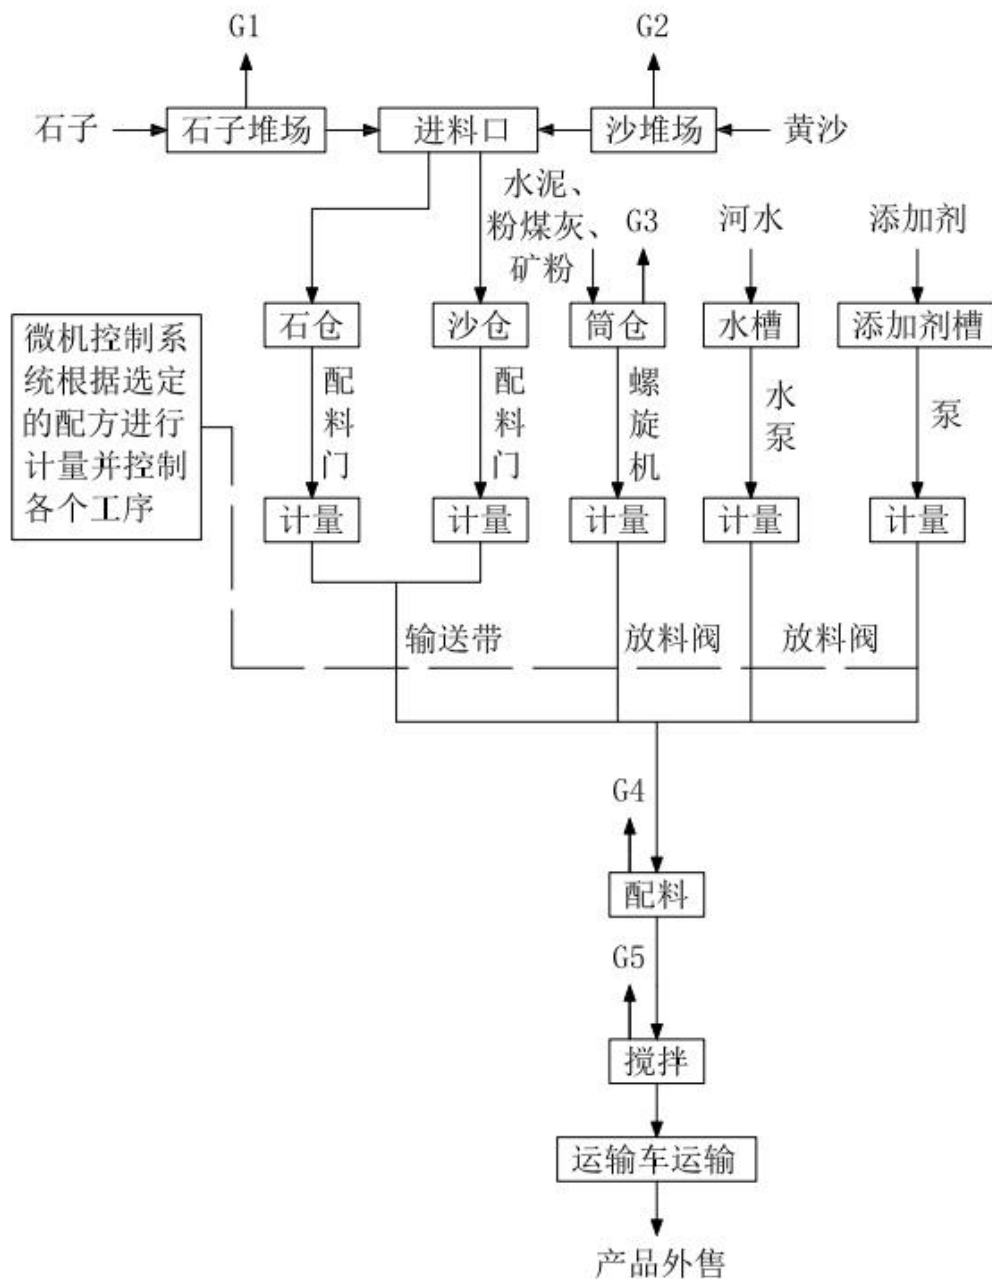 G1
G2
石子
石子堆场
进料口
沙堆场
黄沙
水泥、
粉煤灰、
矿粉
G3
河水
添加剂
石仓
沙仓
筒仓
水槽
添加剂槽
微机控制系
统根据选定
的配方进行
计量并控制
各个工序
配料门
配料门
螺旋机
水泵
泵
计量
计量
计量
计量
计量
输送带
放料阀
放料阀
G4
配料
G5
搅拌
运输车运输
产品外售